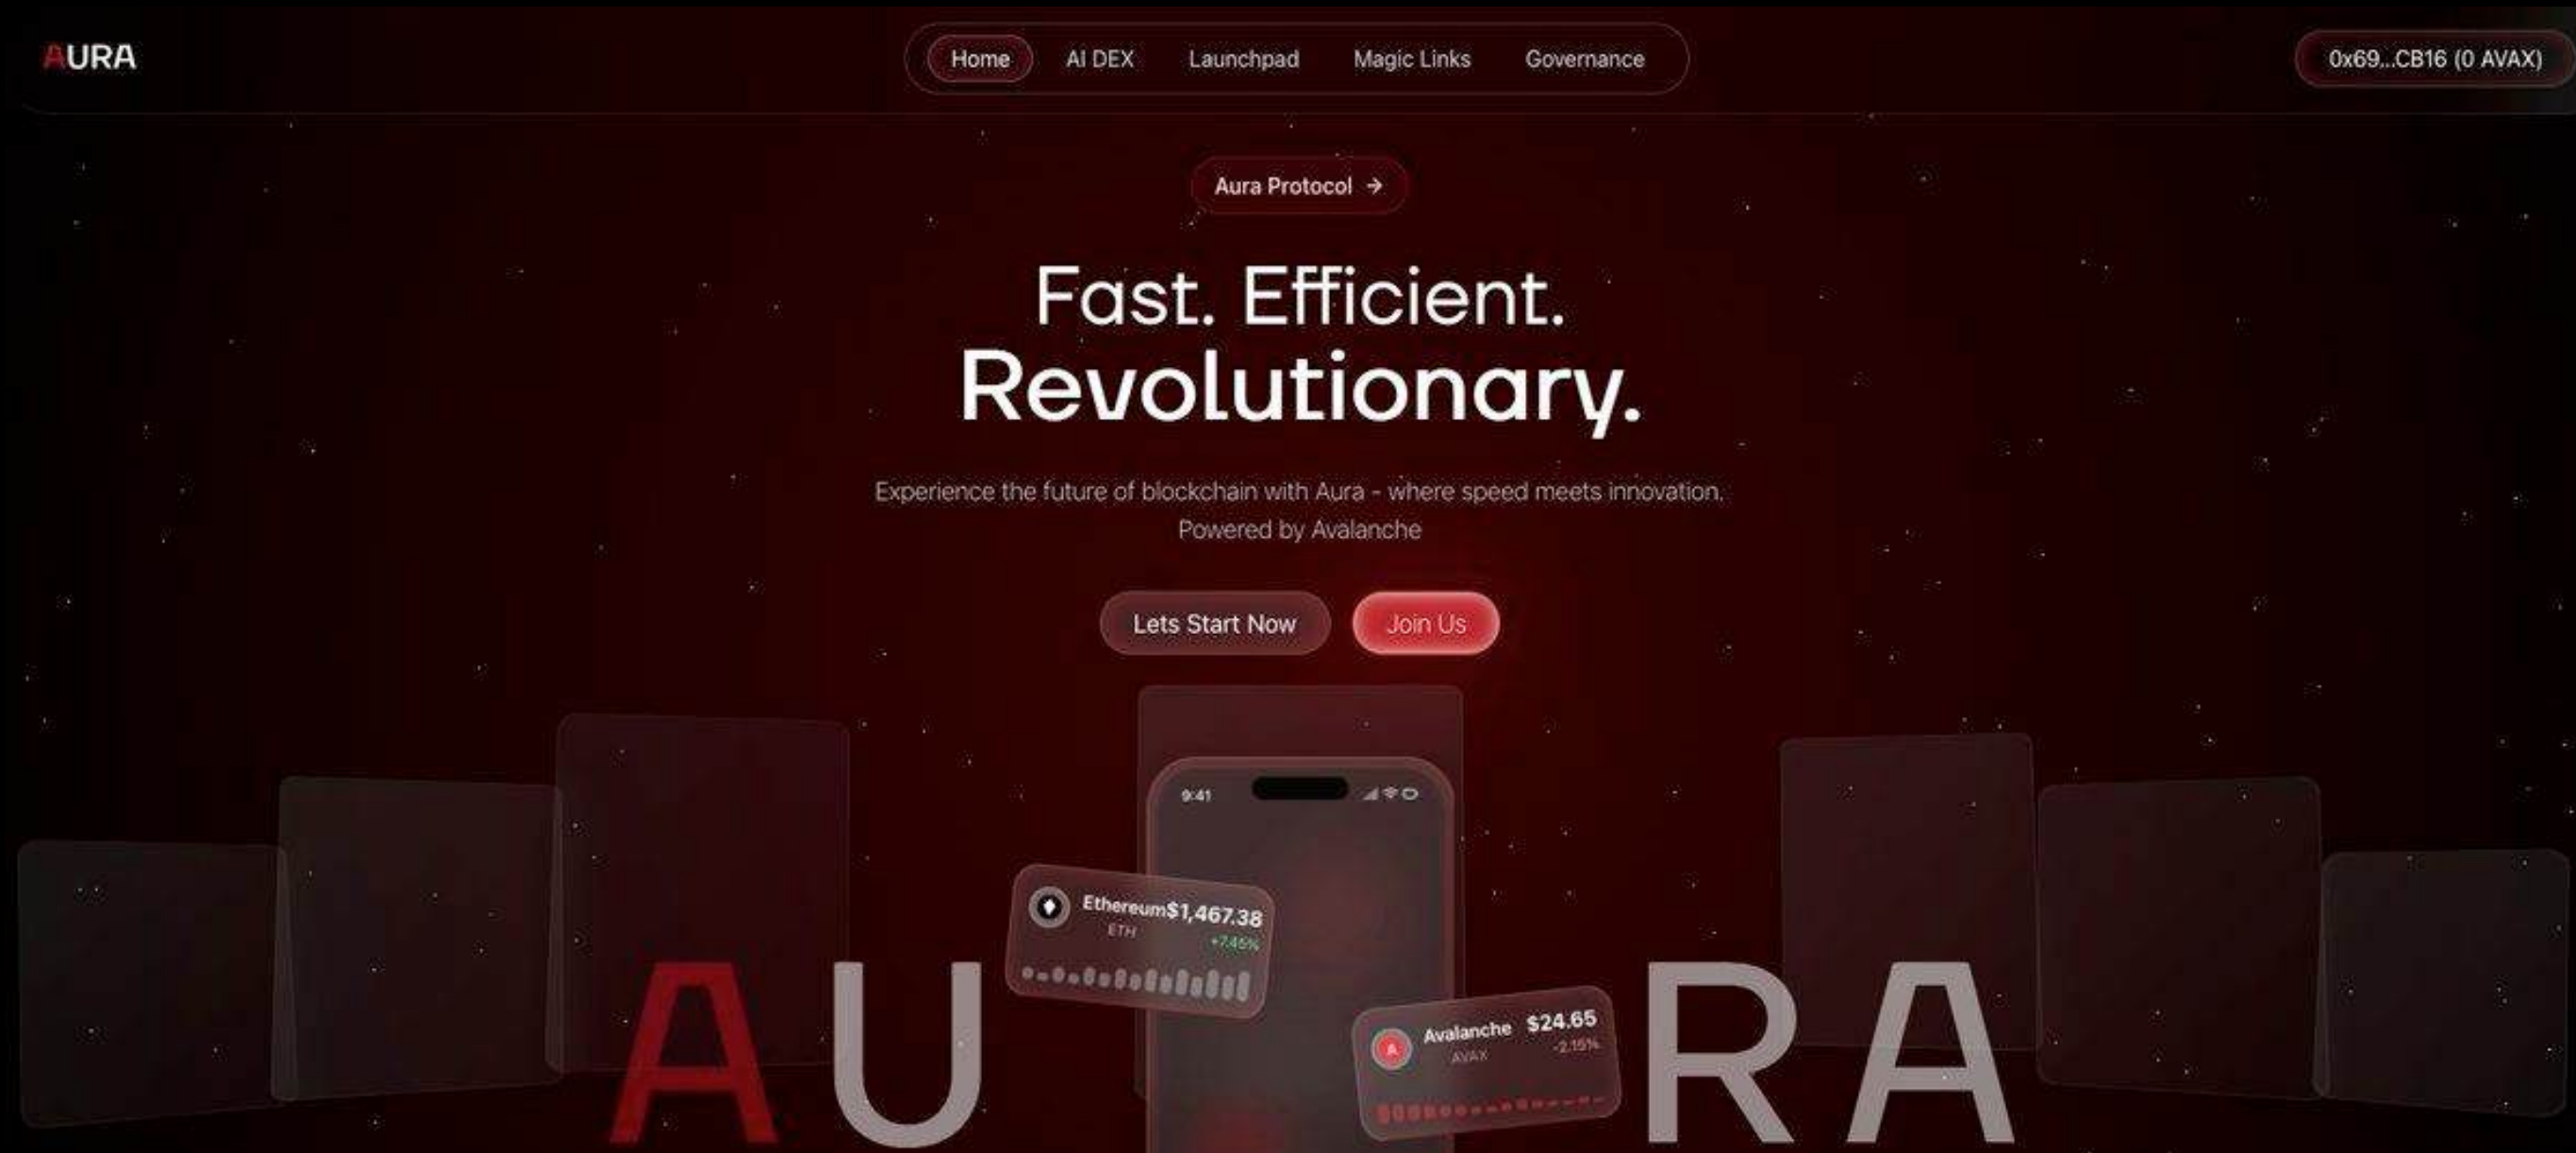 AURA
Home AI DEX Launchpad Magic Links Governance
0x69...CB16 (0 AVAX)
Aura Protocol →
Fast. Efficient.
Revolutionary.
Experience the future of blockchain with Aura - where speed meets innovation.
Powered by Avalanche
Lets Start Now
Join Us
9:41
Ethereum $1,467.38
ETH +7.45%
Avalanche $24.65
AVAX -2.15%
A
AU RA